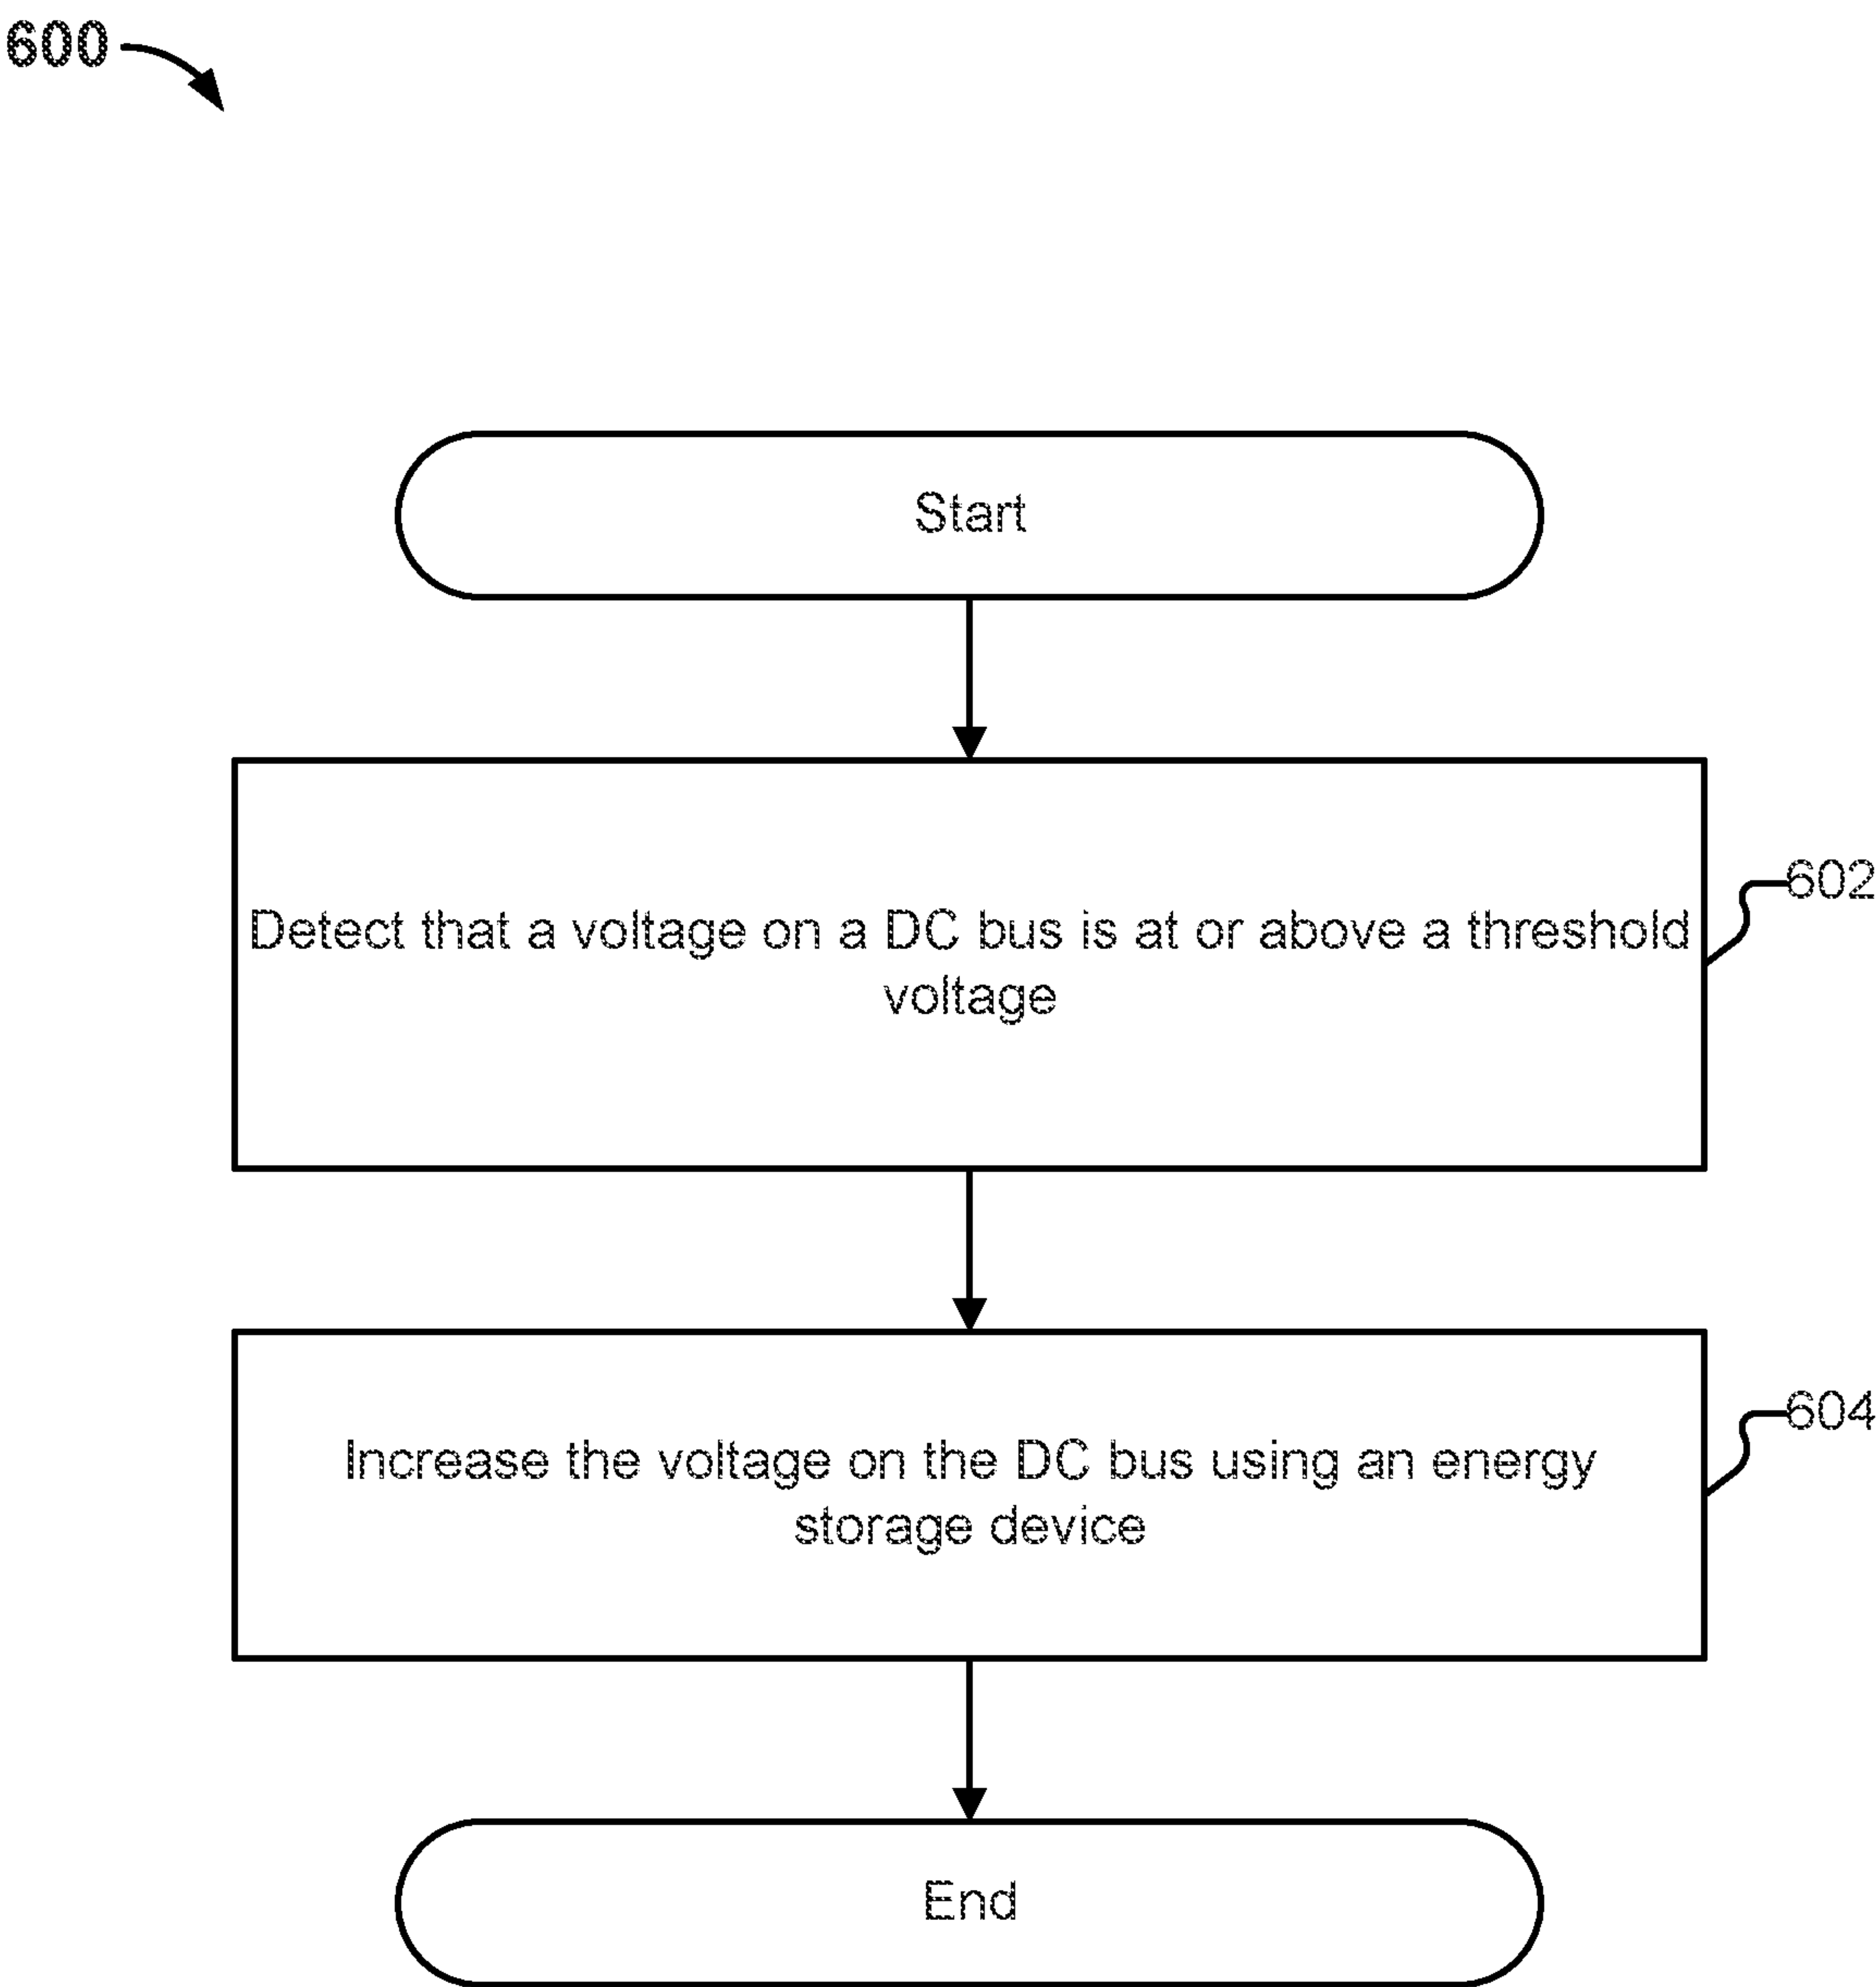 600
Start
Detect that a voltage on a DC bus is at or above a threshold
voltage
602
Increase the voltage on the DC bus using an energy
storage device
604
End